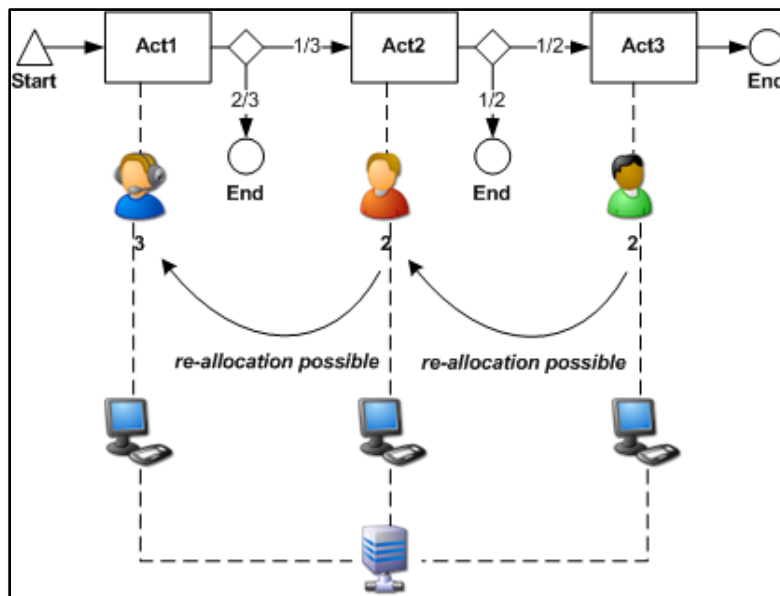 Act1
1/3
Act2
1/2
Act3
Start
End
2/3
1/2
End
End
3
2
2
re-allocation possible
re-allocation possible